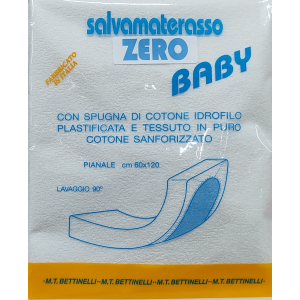 salvamaterasso
ZERO
BABY
FABBRICATO
IN ITALIA
CON SPUGNA DI COTONE IDROFILO
PLASTIFICATA E TESSUTO IN PURO
COTONE SANFORIZZATO
PIANALE cm 60x120
LAVAGGIO 90°
-M.T. BETTINELLI--M.T. BETTINELLI--M.T. BETTINELLI-